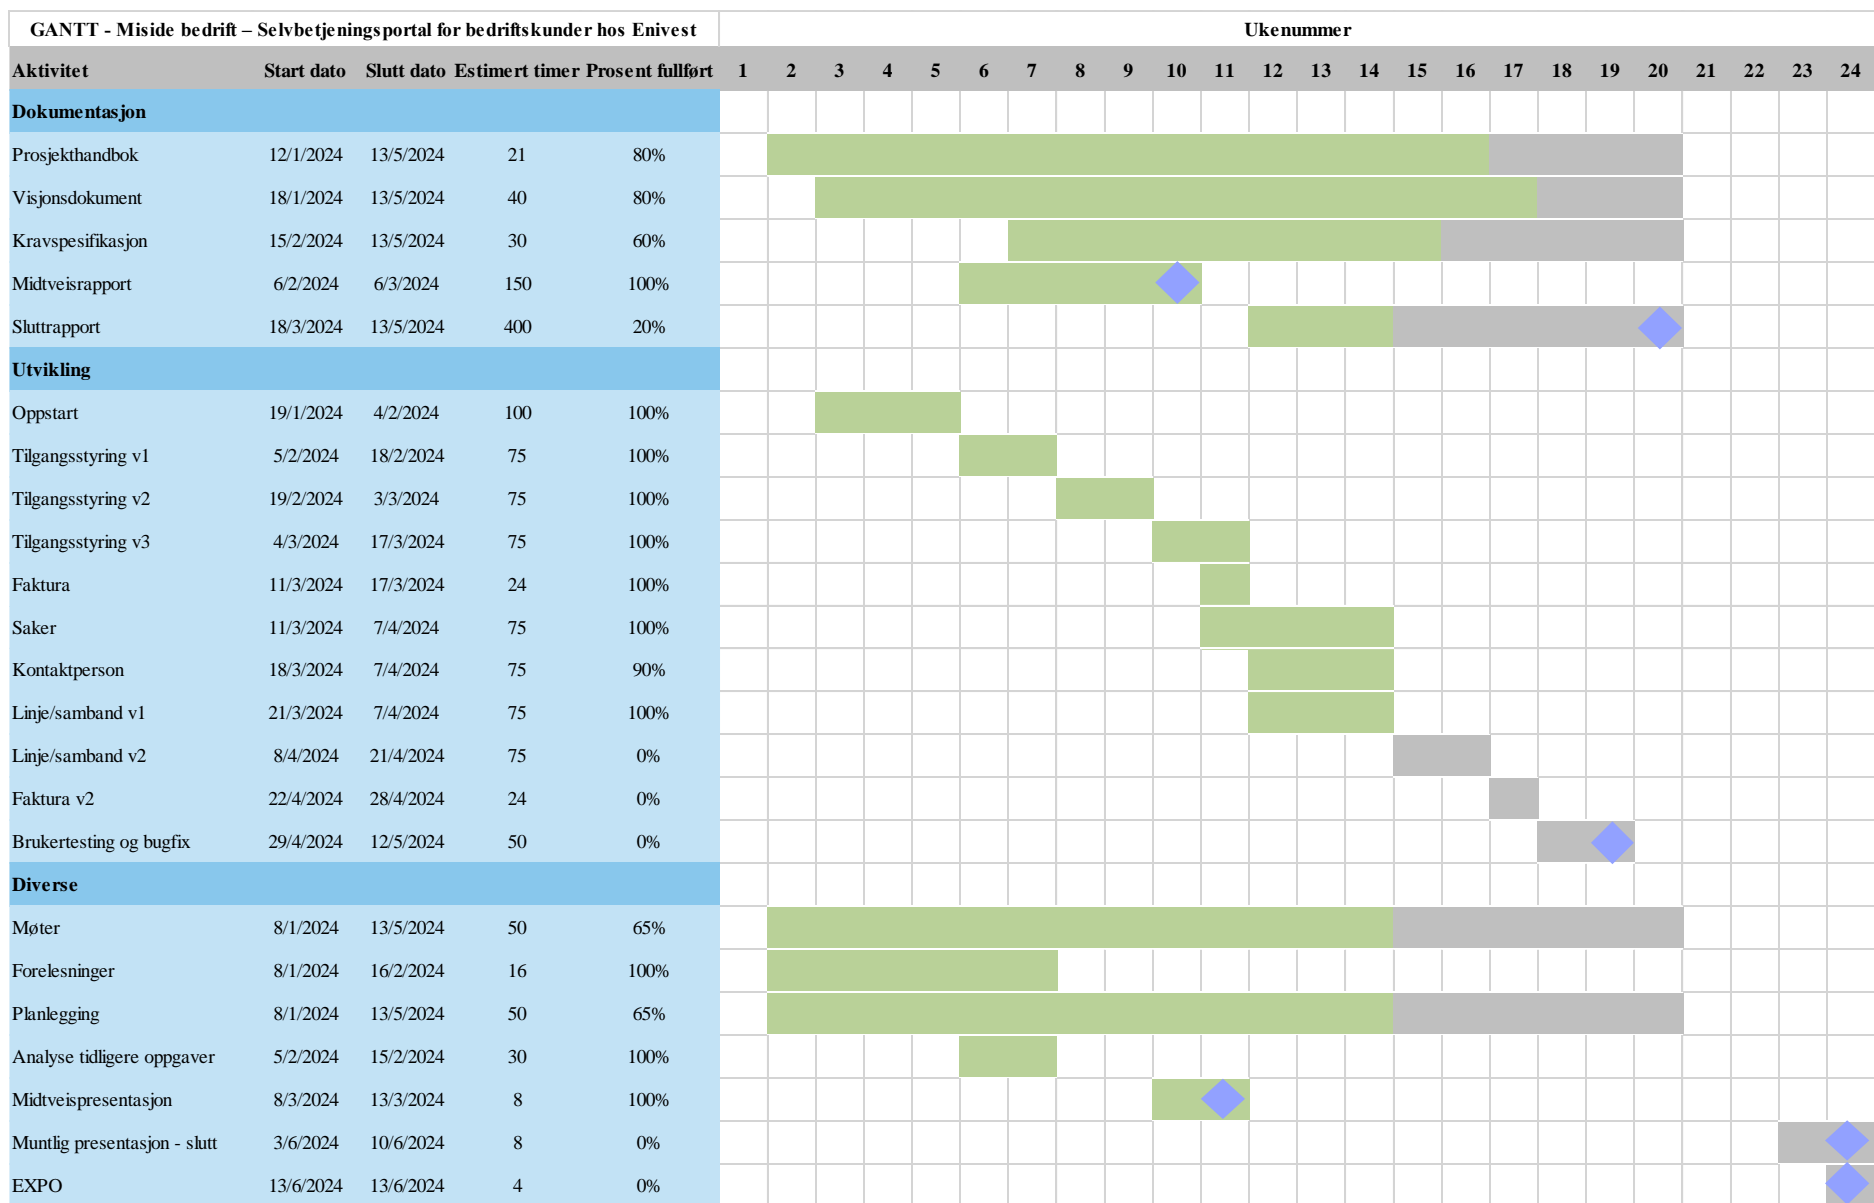 GANTT - Miside bedrift – Selvbetjeningsportal for bedriftskunder hos Enivest Ukenummer
Aktivitet Start dato Slutt dato Estimert timer Prosent fullført 1 2 3 4 5 6 7 8 9 10 11 12 13 14 15 16 17 18 19 20 21 22 23 24
Dokumentasjon
Prosjekthandbok 12/1/2024 13/5/2024 21 80%
Visjonsdokument 18/1/2024 13/5/2024 40 80%
Kravspesifikasjon 15/2/2024 13/5/2024 30 60%
Midtveisrapport 6/2/2024 6/3/2024 150 100%
Sluttrapport 18/3/2024 13/5/2024 400 20%
Utvikling
Oppstart 19/1/2024 4/2/2024 100 100%
Tilgangsstyring v1 5/2/2024 18/2/2024 75 100%
Tilgangsstyring v2 19/2/2024 3/3/2024 75 100%
Tilgangsstyring v3 4/3/2024 17/3/2024 75 100%
Faktura 11/3/2024 17/3/2024 24 100%
Saker 11/3/2024 7/4/2024 75 100%
Kontaktperson 18/3/2024 7/4/2024 75 90%
Linje/samband v1 21/3/2024 7/4/2024 75 100%
Linje/samband v2 8/4/2024 21/4/2024 75 0%
Faktura v2 22/4/2024 28/4/2024 24 0%
Brukertesting og bugfix 29/4/2024 12/5/2024 50 0%
Diverse
Møter 8/1/2024 13/5/2024 50 65%
Forelesninger 8/1/2024 16/2/2024 16 100%
Planlegging 8/1/2024 13/5/2024 50 65%
Analyse tidligere oppgaver 5/2/2024 15/2/2024 30 100%
Midtveispresentasjon 8/3/2024 13/3/2024 8 100%
Muntlig presentasjon - slutt 3/6/2024 10/6/2024 8 0%
EXPO 13/6/2024 13/6/2024 4 0%